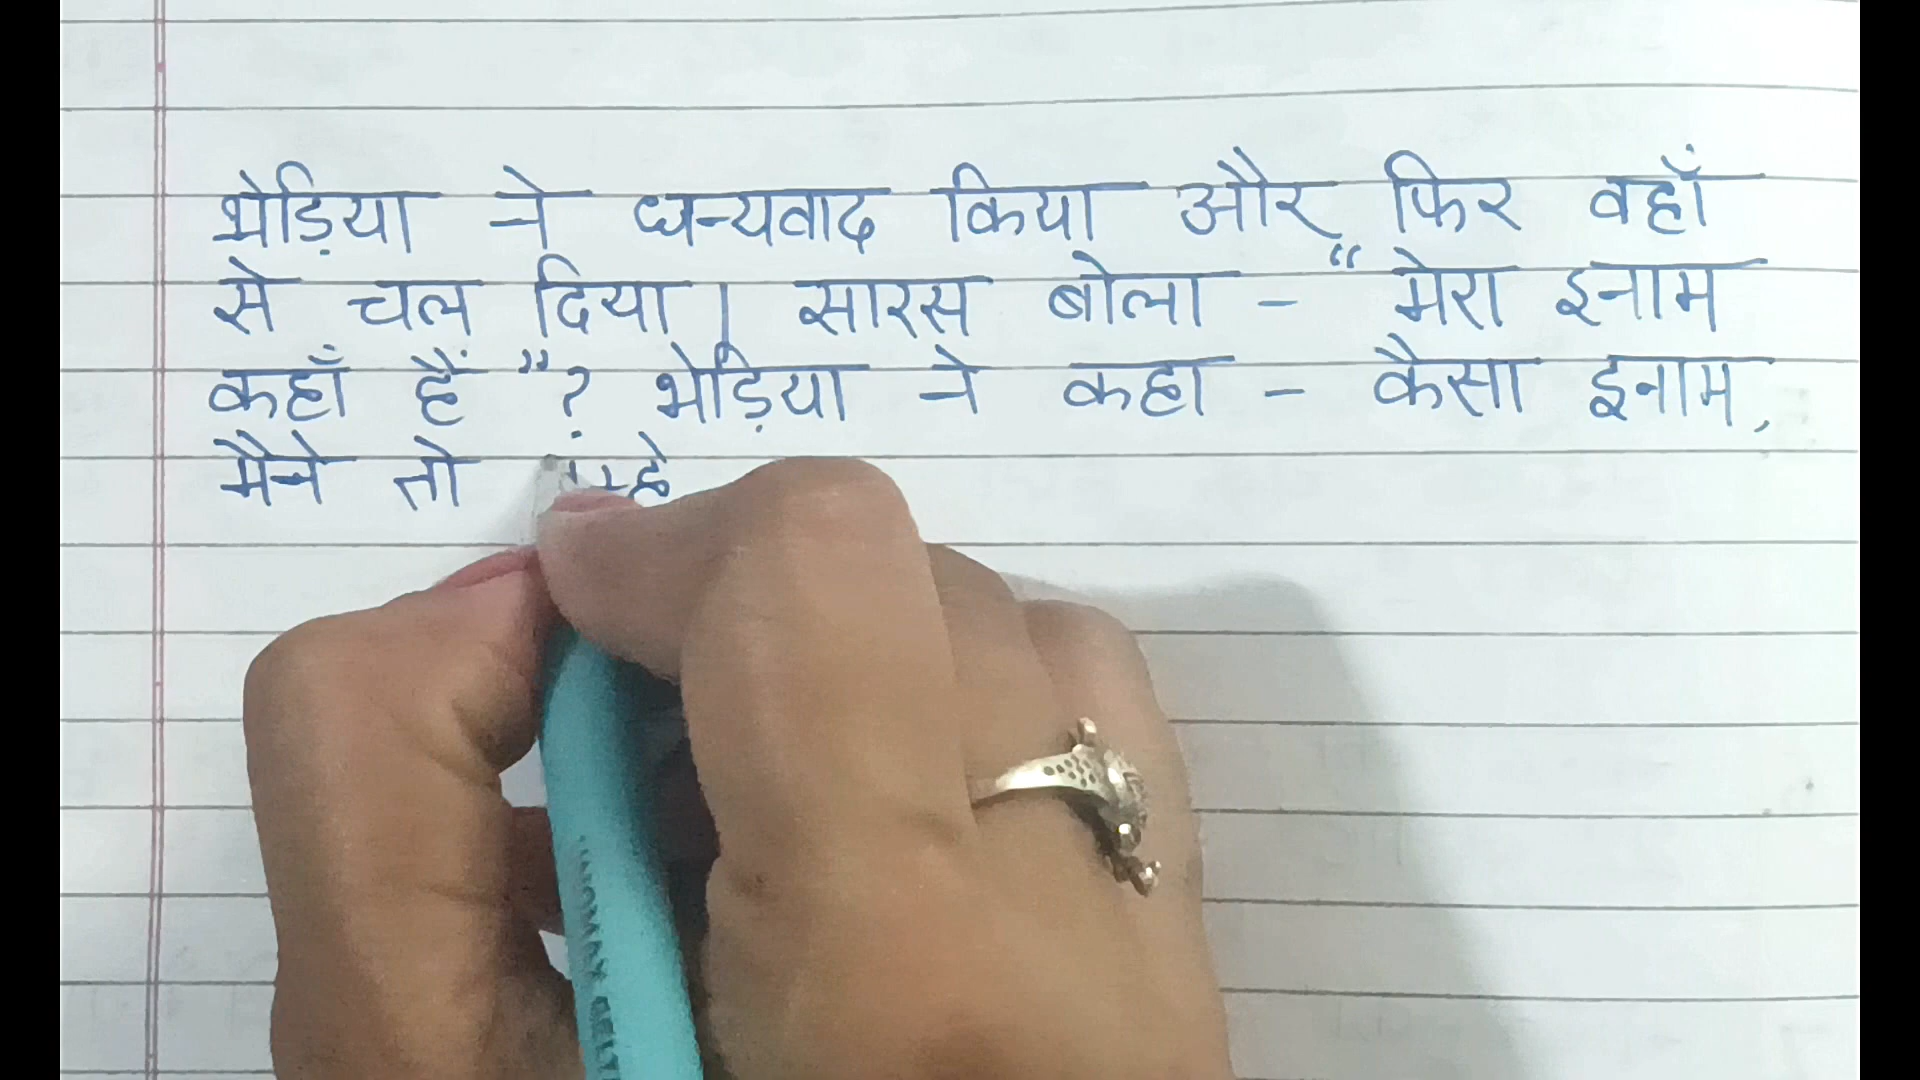 भेड़िया ने धन्यवाद किया और फिर वहाँ
से चल दिया। सारस बोला - “मेरा इनाम
कहाँ हैं ”? भेड़िया ने कहा - कैसा इनाम,
मैने तो